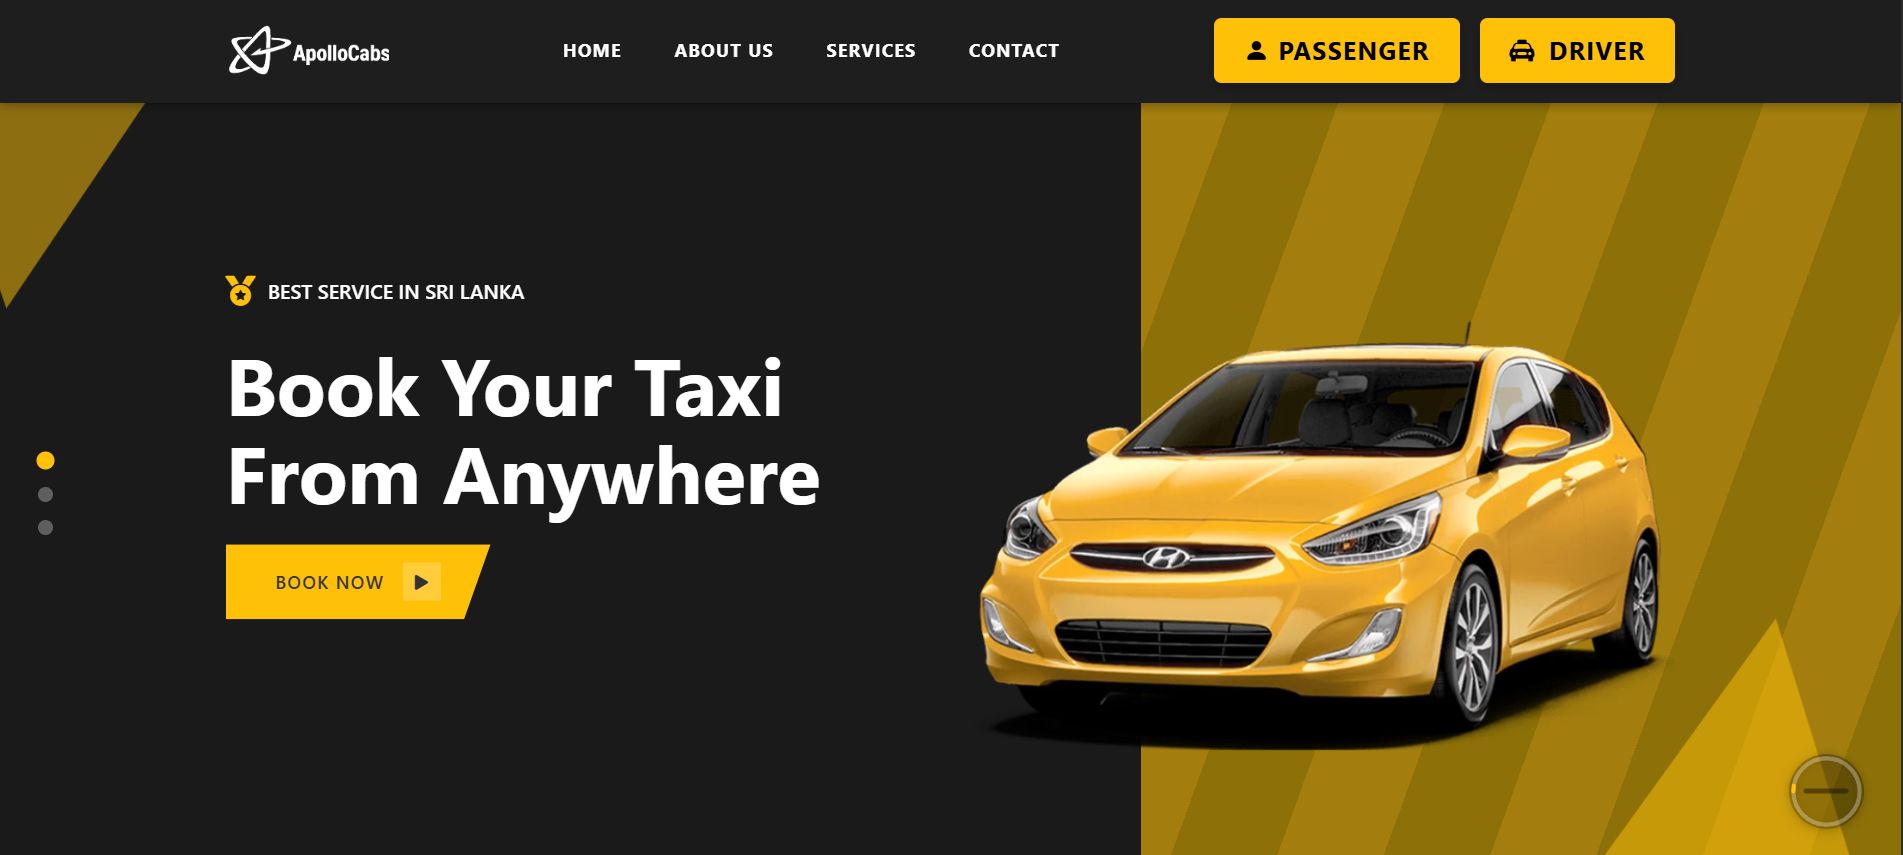 ApolloCabs
HOME
ABOUT US
SERVICES
CONTACT
PASSENGER
DRIVER
BEST SERVICE IN SRI LANKA
Book Your Taxi
From Anywhere
BOOK NOW